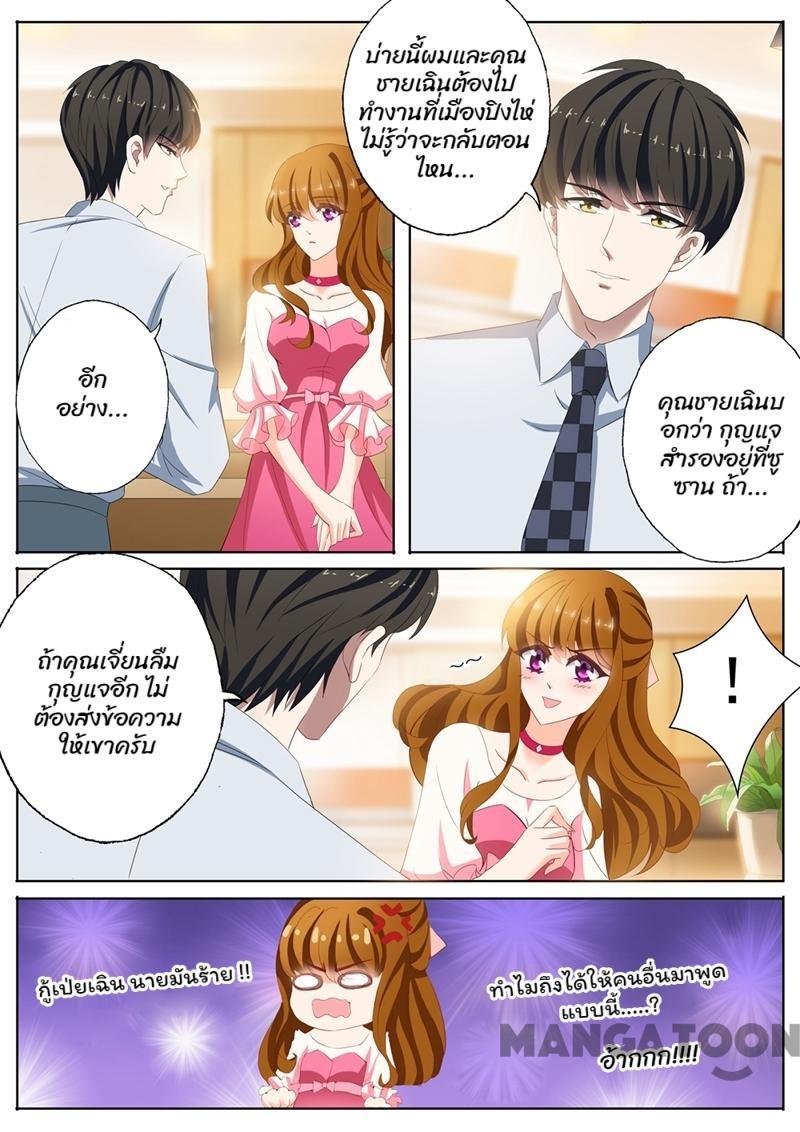 อีก
อย่าง...
บ่ายนี้ผมและคุณ
ชายเฉินต้องไป
ทำงานที่เมืองปิงไห่
ไม่รู้ว่าจะกลับตอน
ไหน...
คุณชายเฉินบ
อกว่า กุญแจ
สำรองอยู่ที่ซู
ซาน ถ้า...
ถ้าคุณเจี่ยนลืม
กุญแจอีก ไม่
ต้องส่งข้อความ
ให้เขาครับ
!
กู้เป่ยเฉิน นายมันร้าย !!
ทำไมถึงได้ให้คนอื่นมาพูด
แบบนี้.....?
อ้ากกก!!!!
MANGATOON